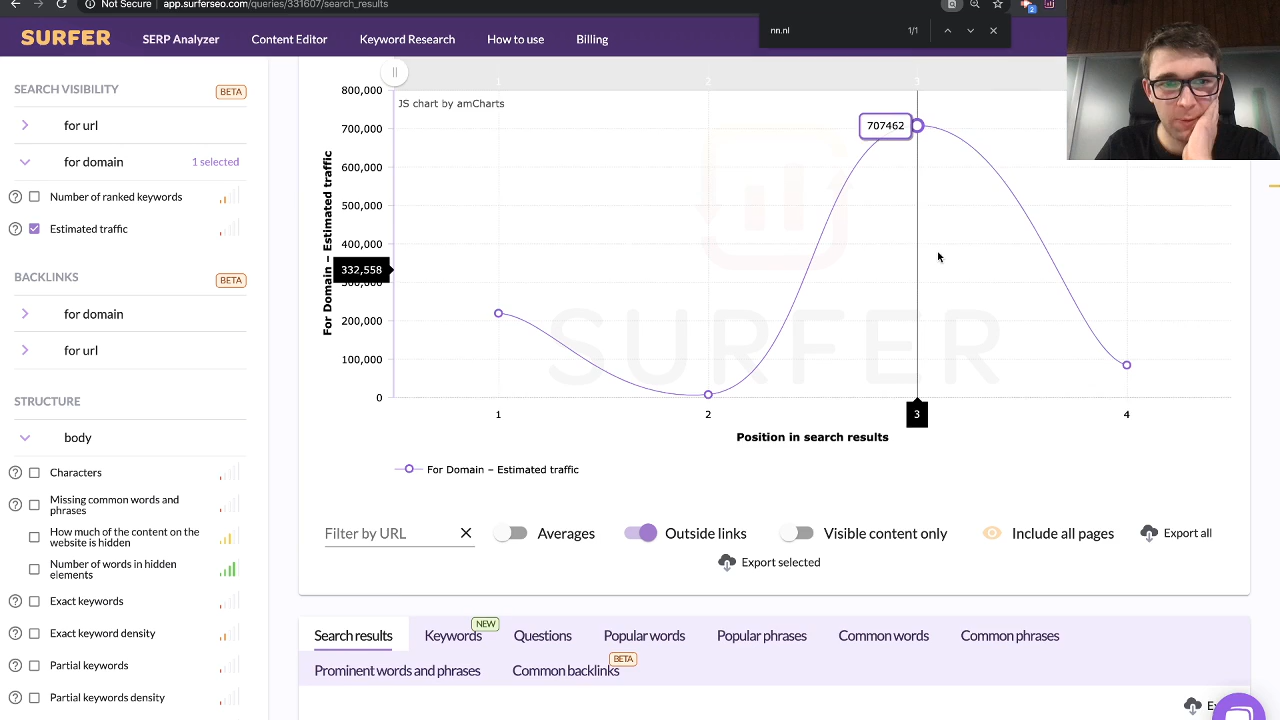 Not Secure
app.surferseo.com/queries/331607/search_results
2
SURFER
SERP Analyzer
Content Editor
Keyword Research
How to use
Billing
nn.nl
1/1
SEARCH VISIBILITY
BETA
for url
for domain
1 selected
Number of ranked keywords
Estimated traffic
BACKLINKS
BETA
for domain
for url
STRUCTURE
body
Characters
Missing common words and
phrases
How much of the content on the
website is hidden
Number of words in hidden
elements
Exact keywords
Exact keyword density
Partial keywords
Partial keywords density
1
2
3
JS chart by amCharts
For Domain – Estimated traffic
800,000
700,000
600,000
500,000
400,000
300,000
200,000
100,000
0
332,558
707462
SURFER
1
2
3
4
Position in search results
For Domain – Estimated traffic
Filter by URL
Averages
Outside links
Visible content only
Include all pages
Export all
Export selected
Search results
Keywords
NEW
Questions
Popular words
Popular phrases
Common words
Common phrases
Prominent words and phrases
Common backlinks
BETA